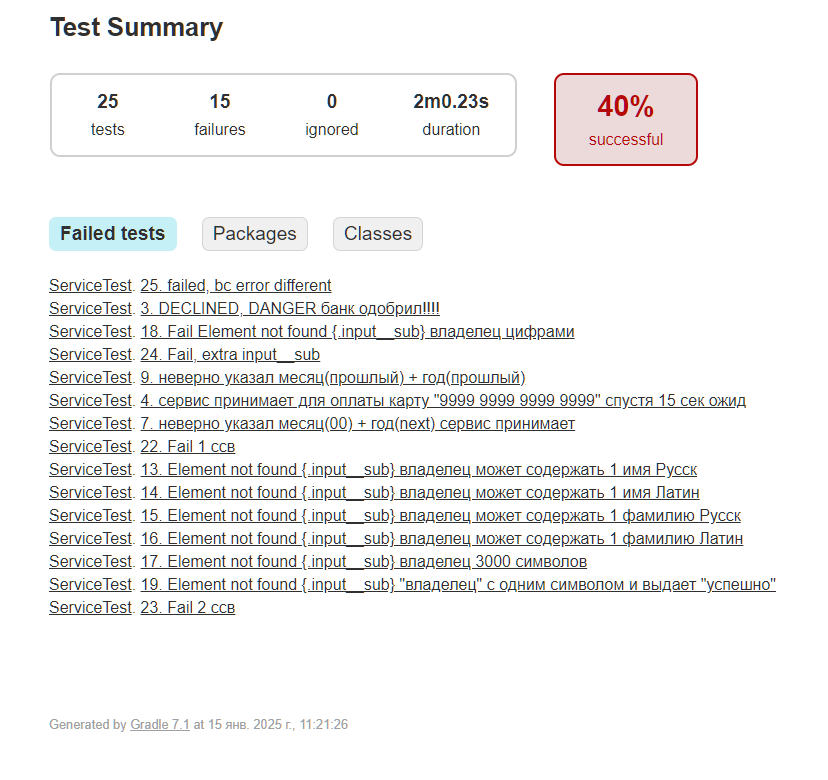 Test Summary
25 15 0 2m0.23s
tests failures ignored duration
40%
successful
Failed tests Packages Classes
ServiceTest. 25. failed, bc error different
ServiceTest. 3. DECLINED, DANGER банк одобрил!!!!
ServiceTest. 18. Fail Element not found {.input__sub} владелец цифрами
ServiceTest. 24. Fail, extra input__sub
ServiceTest. 9. неверно указал месяц(прошлый) + год(прошлый)
ServiceTest. 4. сервис принимает для оплаты карту "9999 9999 9999 9999" спустя 15 сек ожид
ServiceTest. 7. неверно указал месяц(00) + год(next) сервис принимает
ServiceTest. 22. Fail 1 ссв
ServiceTest. 13. Element not found {.input__sub} владелец может содержать 1 имя Русск
ServiceTest. 14. Element not found {.input__sub} владелец может содержать 1 имя Латин
ServiceTest. 15. Element not found {.input__sub} владелец может содержать 1 фамилию Русск
ServiceTest. 16. Element not found {.input__sub} владелец может содержать 1 фамилию Латин
ServiceTest. 17. Element not found {.input__sub} владелец 3000 символов
ServiceTest. 19. Element not found {.input__sub} "владелец" с одним символом и выдает "успешно"
ServiceTest. 23. Fail 2 ссв
Generated by Gradle 7.1 at 15 янв. 2025 г., 11:21:26